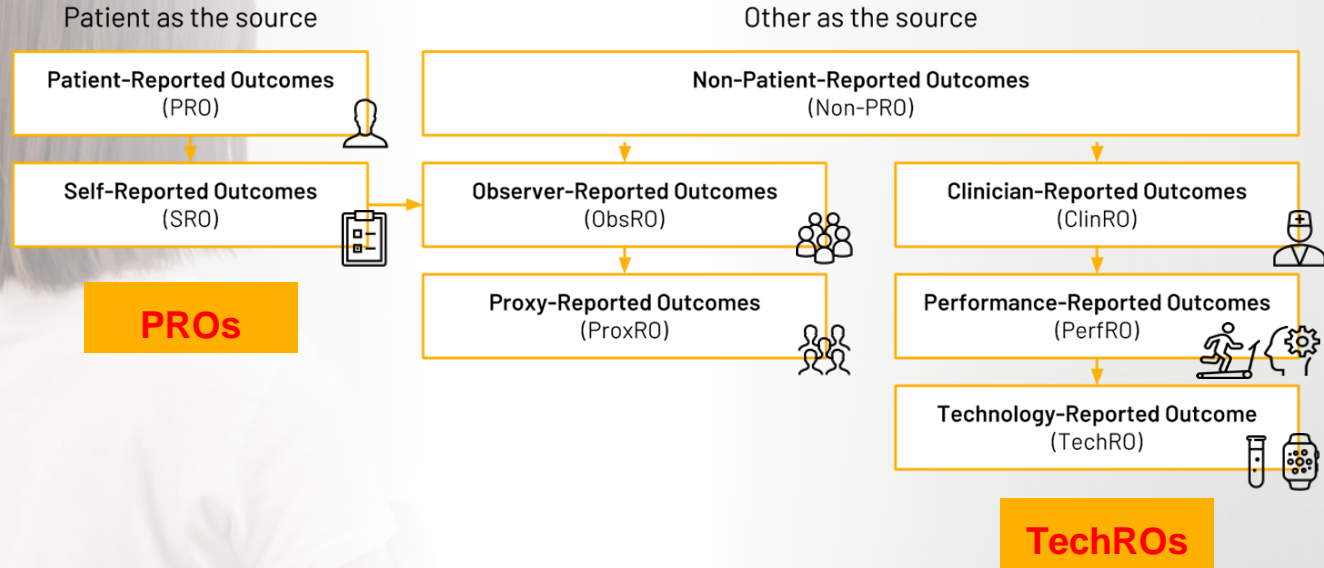 Patient as the source
Other as the source
Patient-Reported Outcomes
(PRO)
Non-Patient-Reported Outcomes
(Non-PRO)
Self-Reported Outcomes
(SRO)
Observer-Reported Outcomes
(ObsRO)
Clinician-Reported Outcomes
(ClinRO)
Proxy-Reported Outcomes
(ProxRO)
Performance-Reported Outcomes
(PerfRO)
PROs
Technology-Reported Outcome
(TechRO)
TechROs